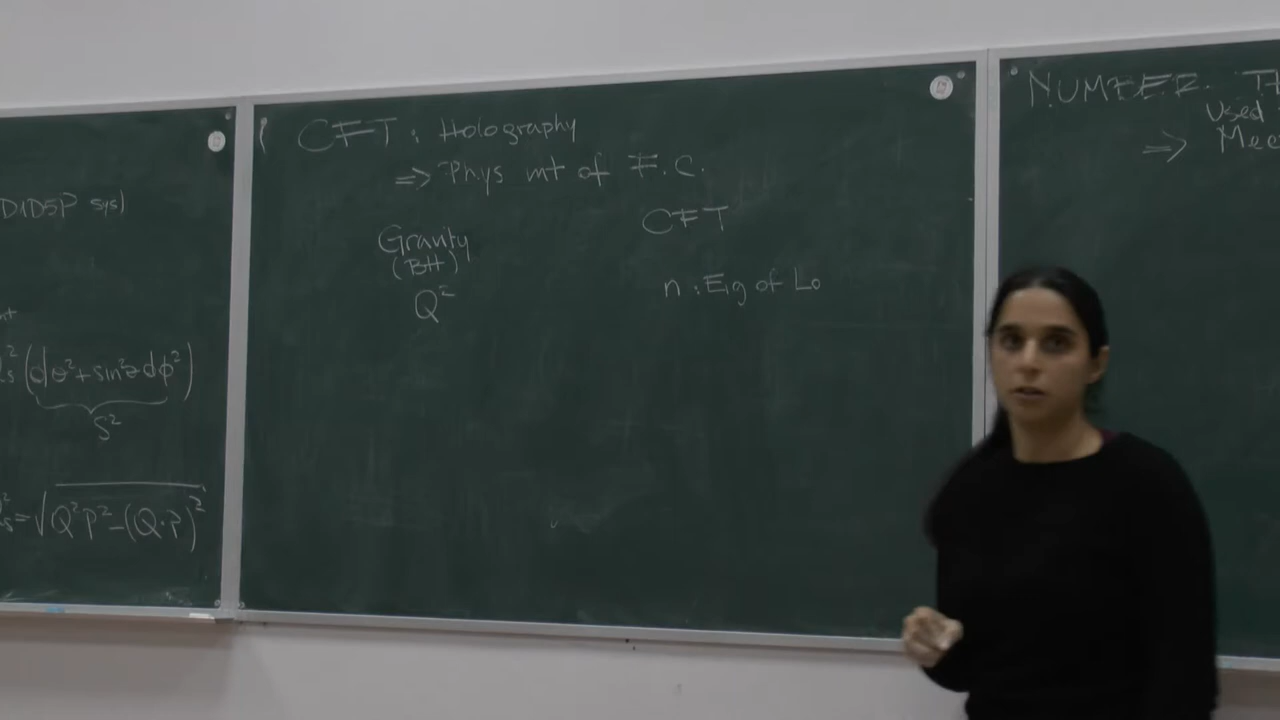 (D1D5P sys)
(dθ²+sin²θdϕ²)
S²
=√Q²P²-(Q·P)²
CFT : Holography
=> Phys int of F.C.
Gravity
(BH)
Q²
CFT
n : Eig of L₀
NUMBER
Used
=>